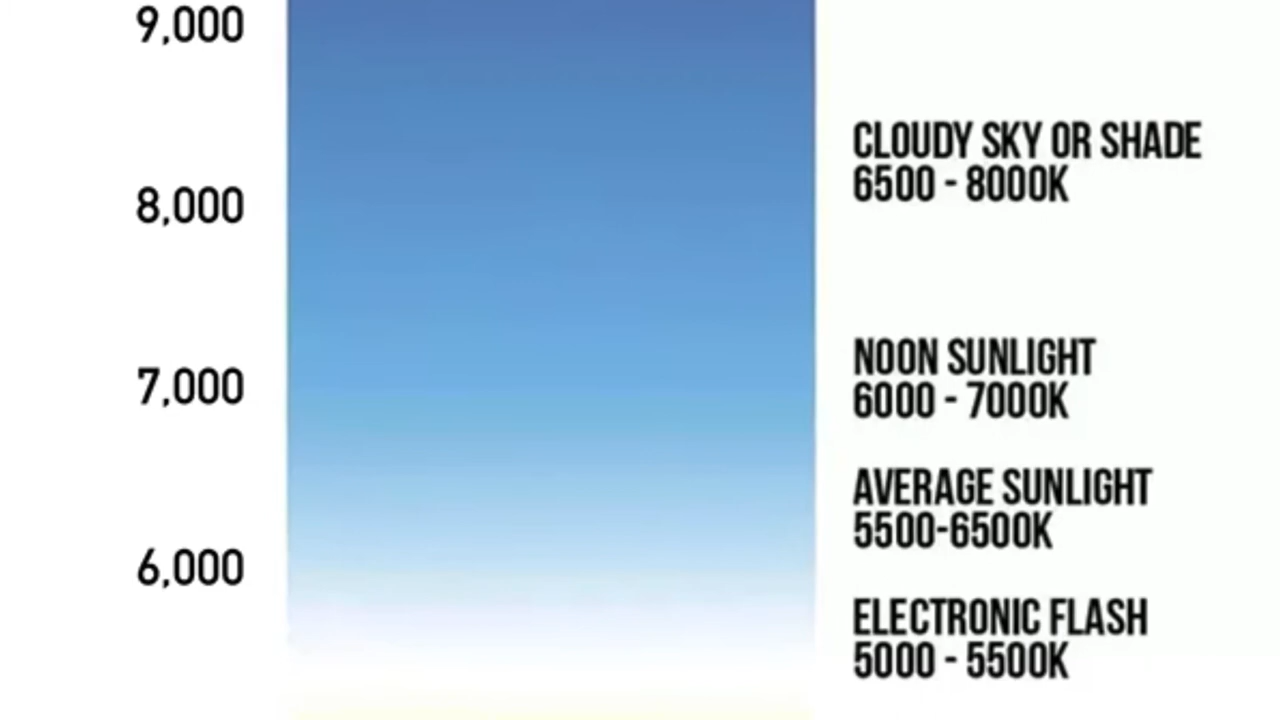 9,000
CLOUDY SKY OR SHADE
6500 - 8000K
8,000
NOON SUNLIGHT
6000 - 7000K
7,000
AVERAGE SUNLIGHT
5500-6500K
6,000
ELECTRONIC FLASH
5000 - 5500K